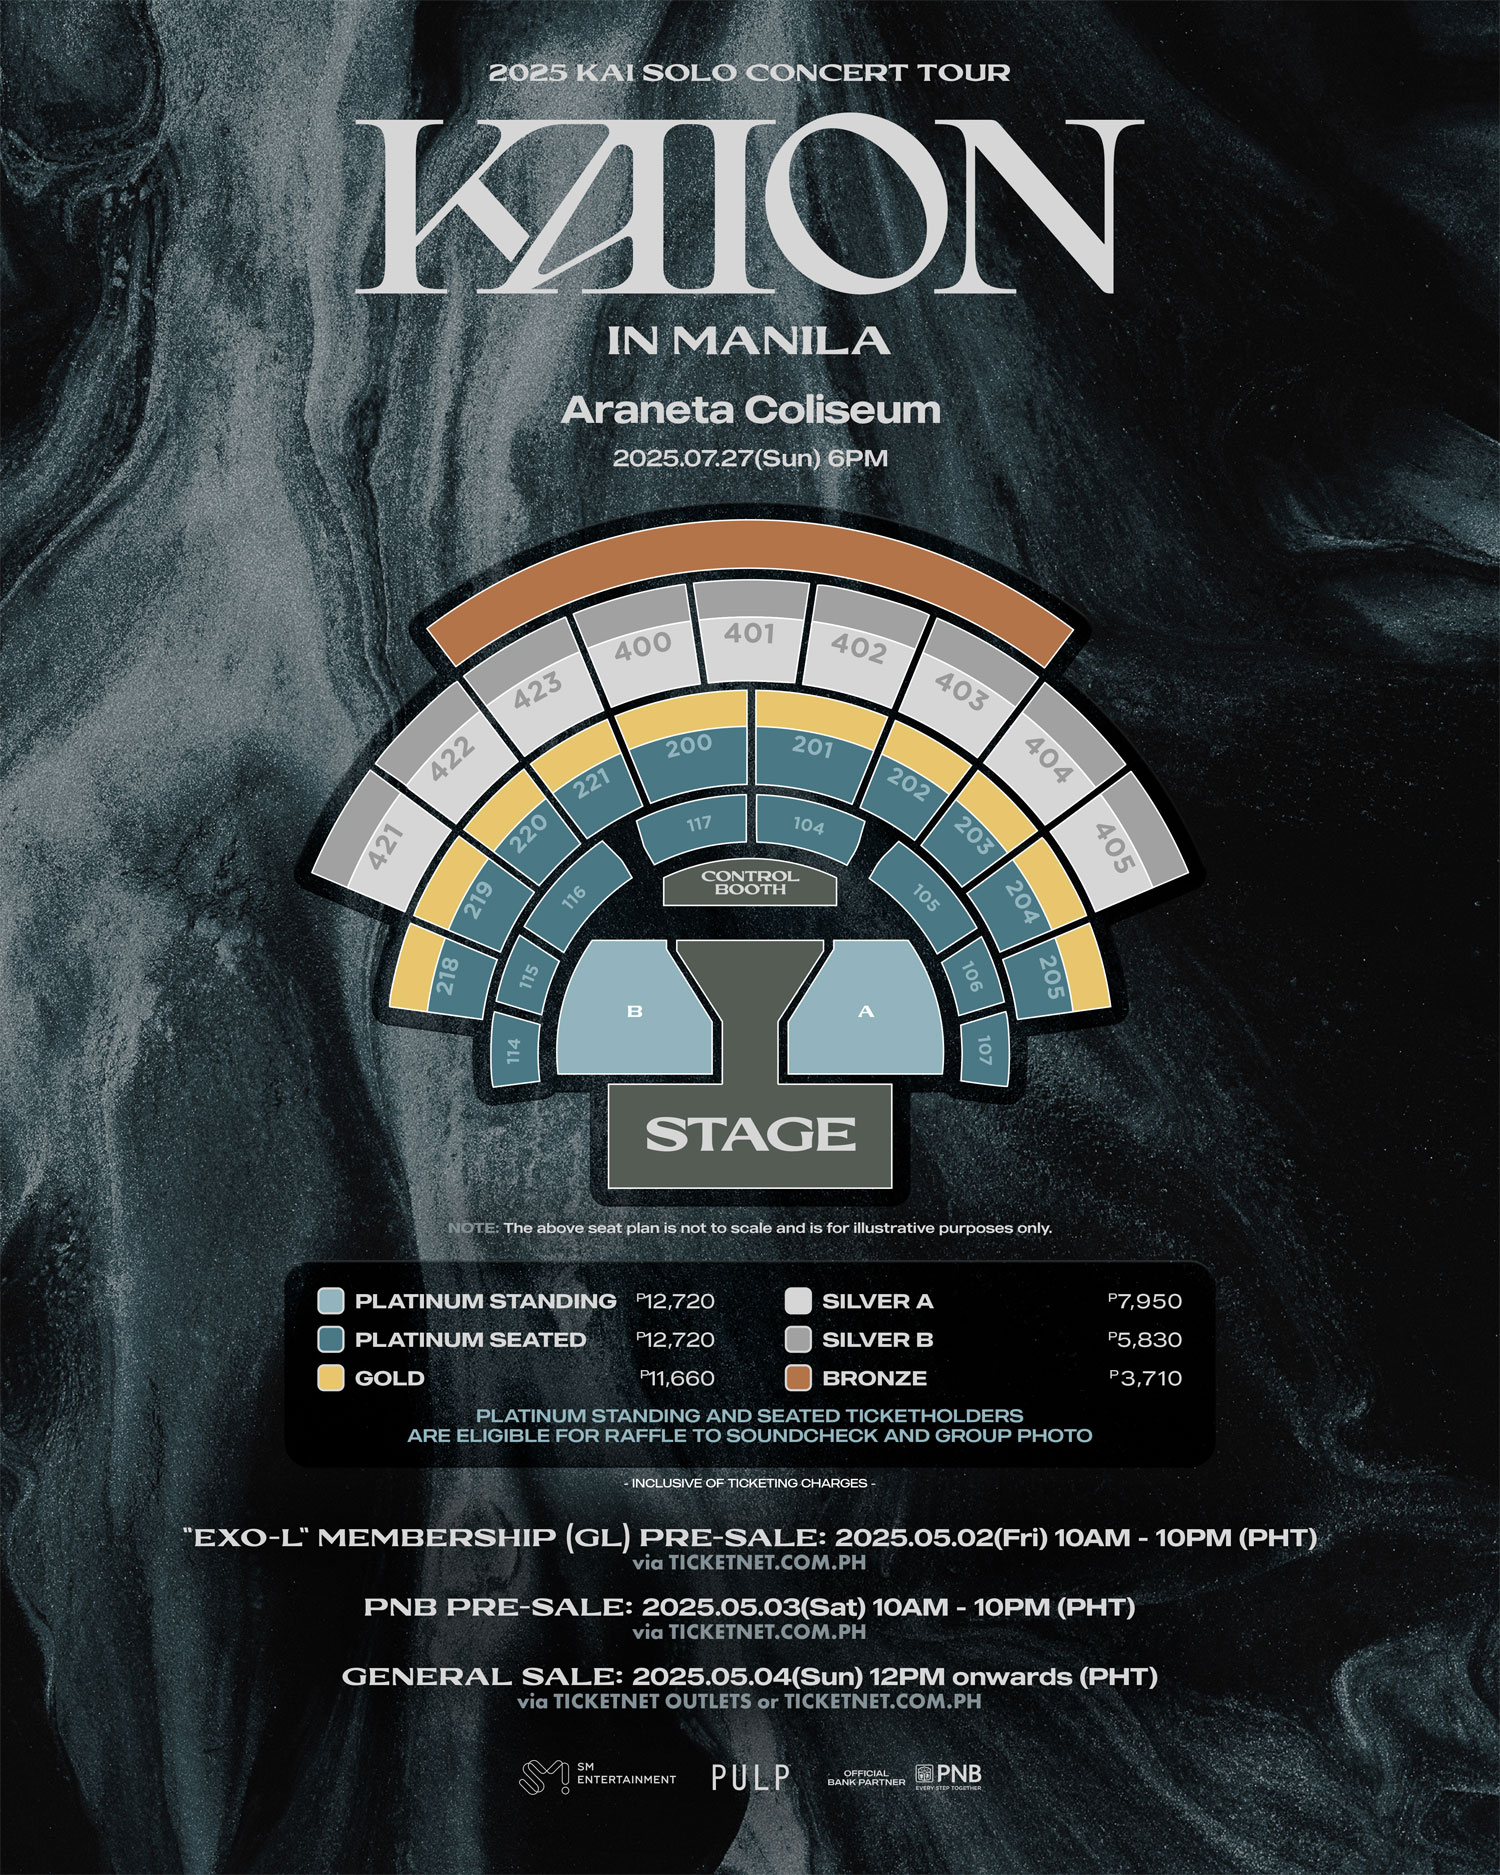 2025 KAI SOLO CONCERT TOUR
KAION
IN MANILA
Araneta Coliseum
2025.07.27(Sun) 6PM
400
401
402
423
403
422
404
421
405
200
201
221
202
220
203
219
204
218
205
117
104
116
105
115
106
114
107
CONTROL
BOOTH
B
A
STAGE
NOTE: The above seat plan is not to scale and is for illustrative purposes only.
PLATINUM STANDING ₱12,720
SILVER A ₱7,950
PLATINUM SEATED ₱12,720
SILVER B ₱5,830
GOLD ₱11,660
BRONZE ₱3,710
PLATINUM STANDING AND SEATED TICKETHOLDERS
ARE ELIGIBLE FOR RAFFLE TO SOUNDCHECK AND GROUP PHOTO
- INCLUSIVE OF TICKETING CHARGES -
"EXO-L" MEMBERSHIP (GL) PRE-SALE: 2025.05.02(Fri) 10AM - 10PM (PHT)
via TICKETNET.COM.PH
PNB PRE-SALE: 2025.05.03(Sat) 10AM - 10PM (PHT)
via TICKETNET.COM.PH
GENERAL SALE: 2025.05.04(Sun) 12PM onwards (PHT)
via TICKETNET OUTLETS or TICKETNET.COM.PH
SM
ENTERTAINMENT
PULP
OFFICIAL
BANK PARTNER
PNB
EVERY STEP TOGETHER